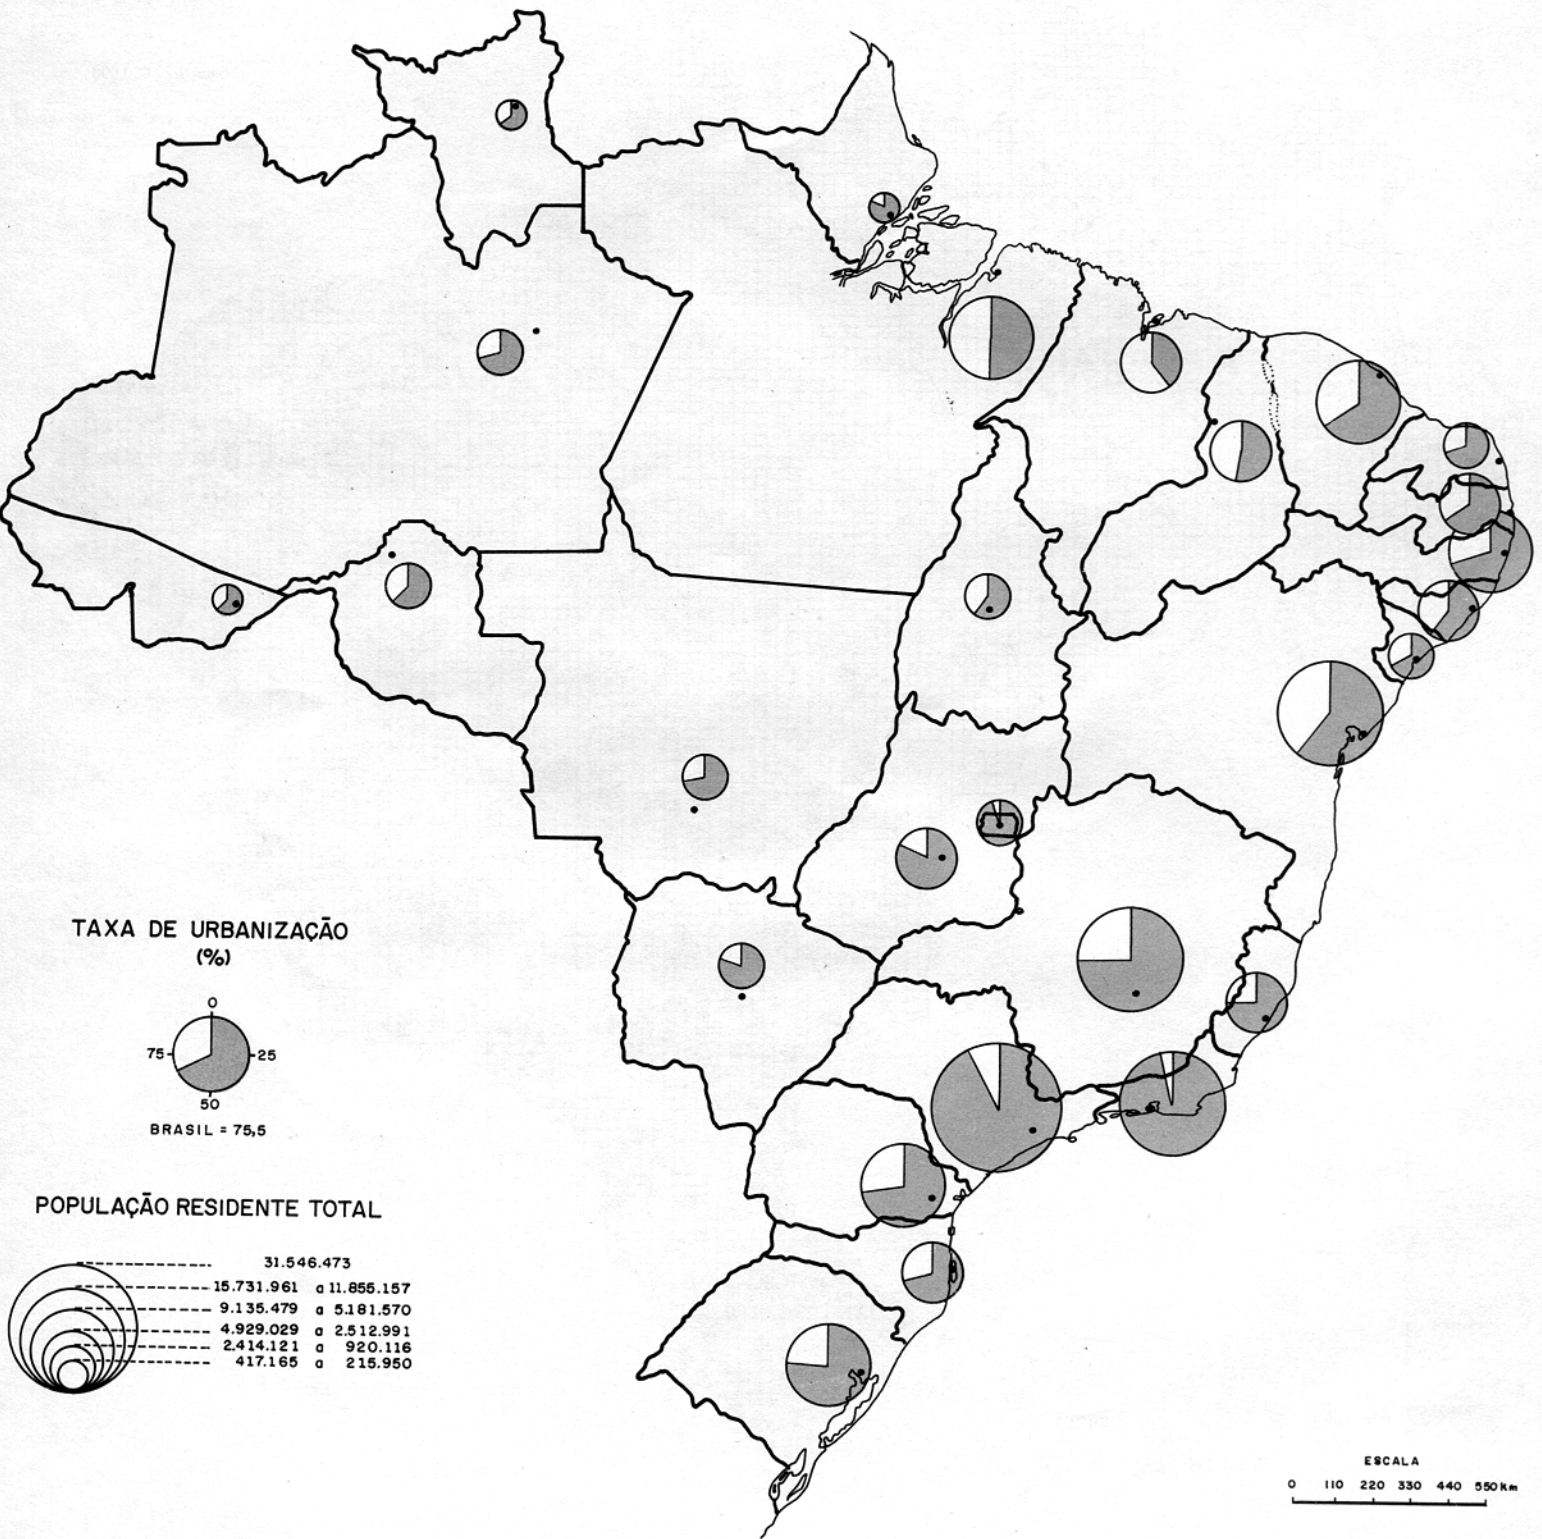 TAXA DE URBANIZAÇÃO
(%)
0
75
25
50
BRASIL = 75,5
POPULAÇÃO RESIDENTE TOTAL
31.546.473
15.731.961 a 11.855.157
9.135.479 a 5.181.570
4.929.029 a 2.512.991
2.414.121 a 920.116
417.165 a 215.950
ESCALA
0 110 220 330 440 550 km